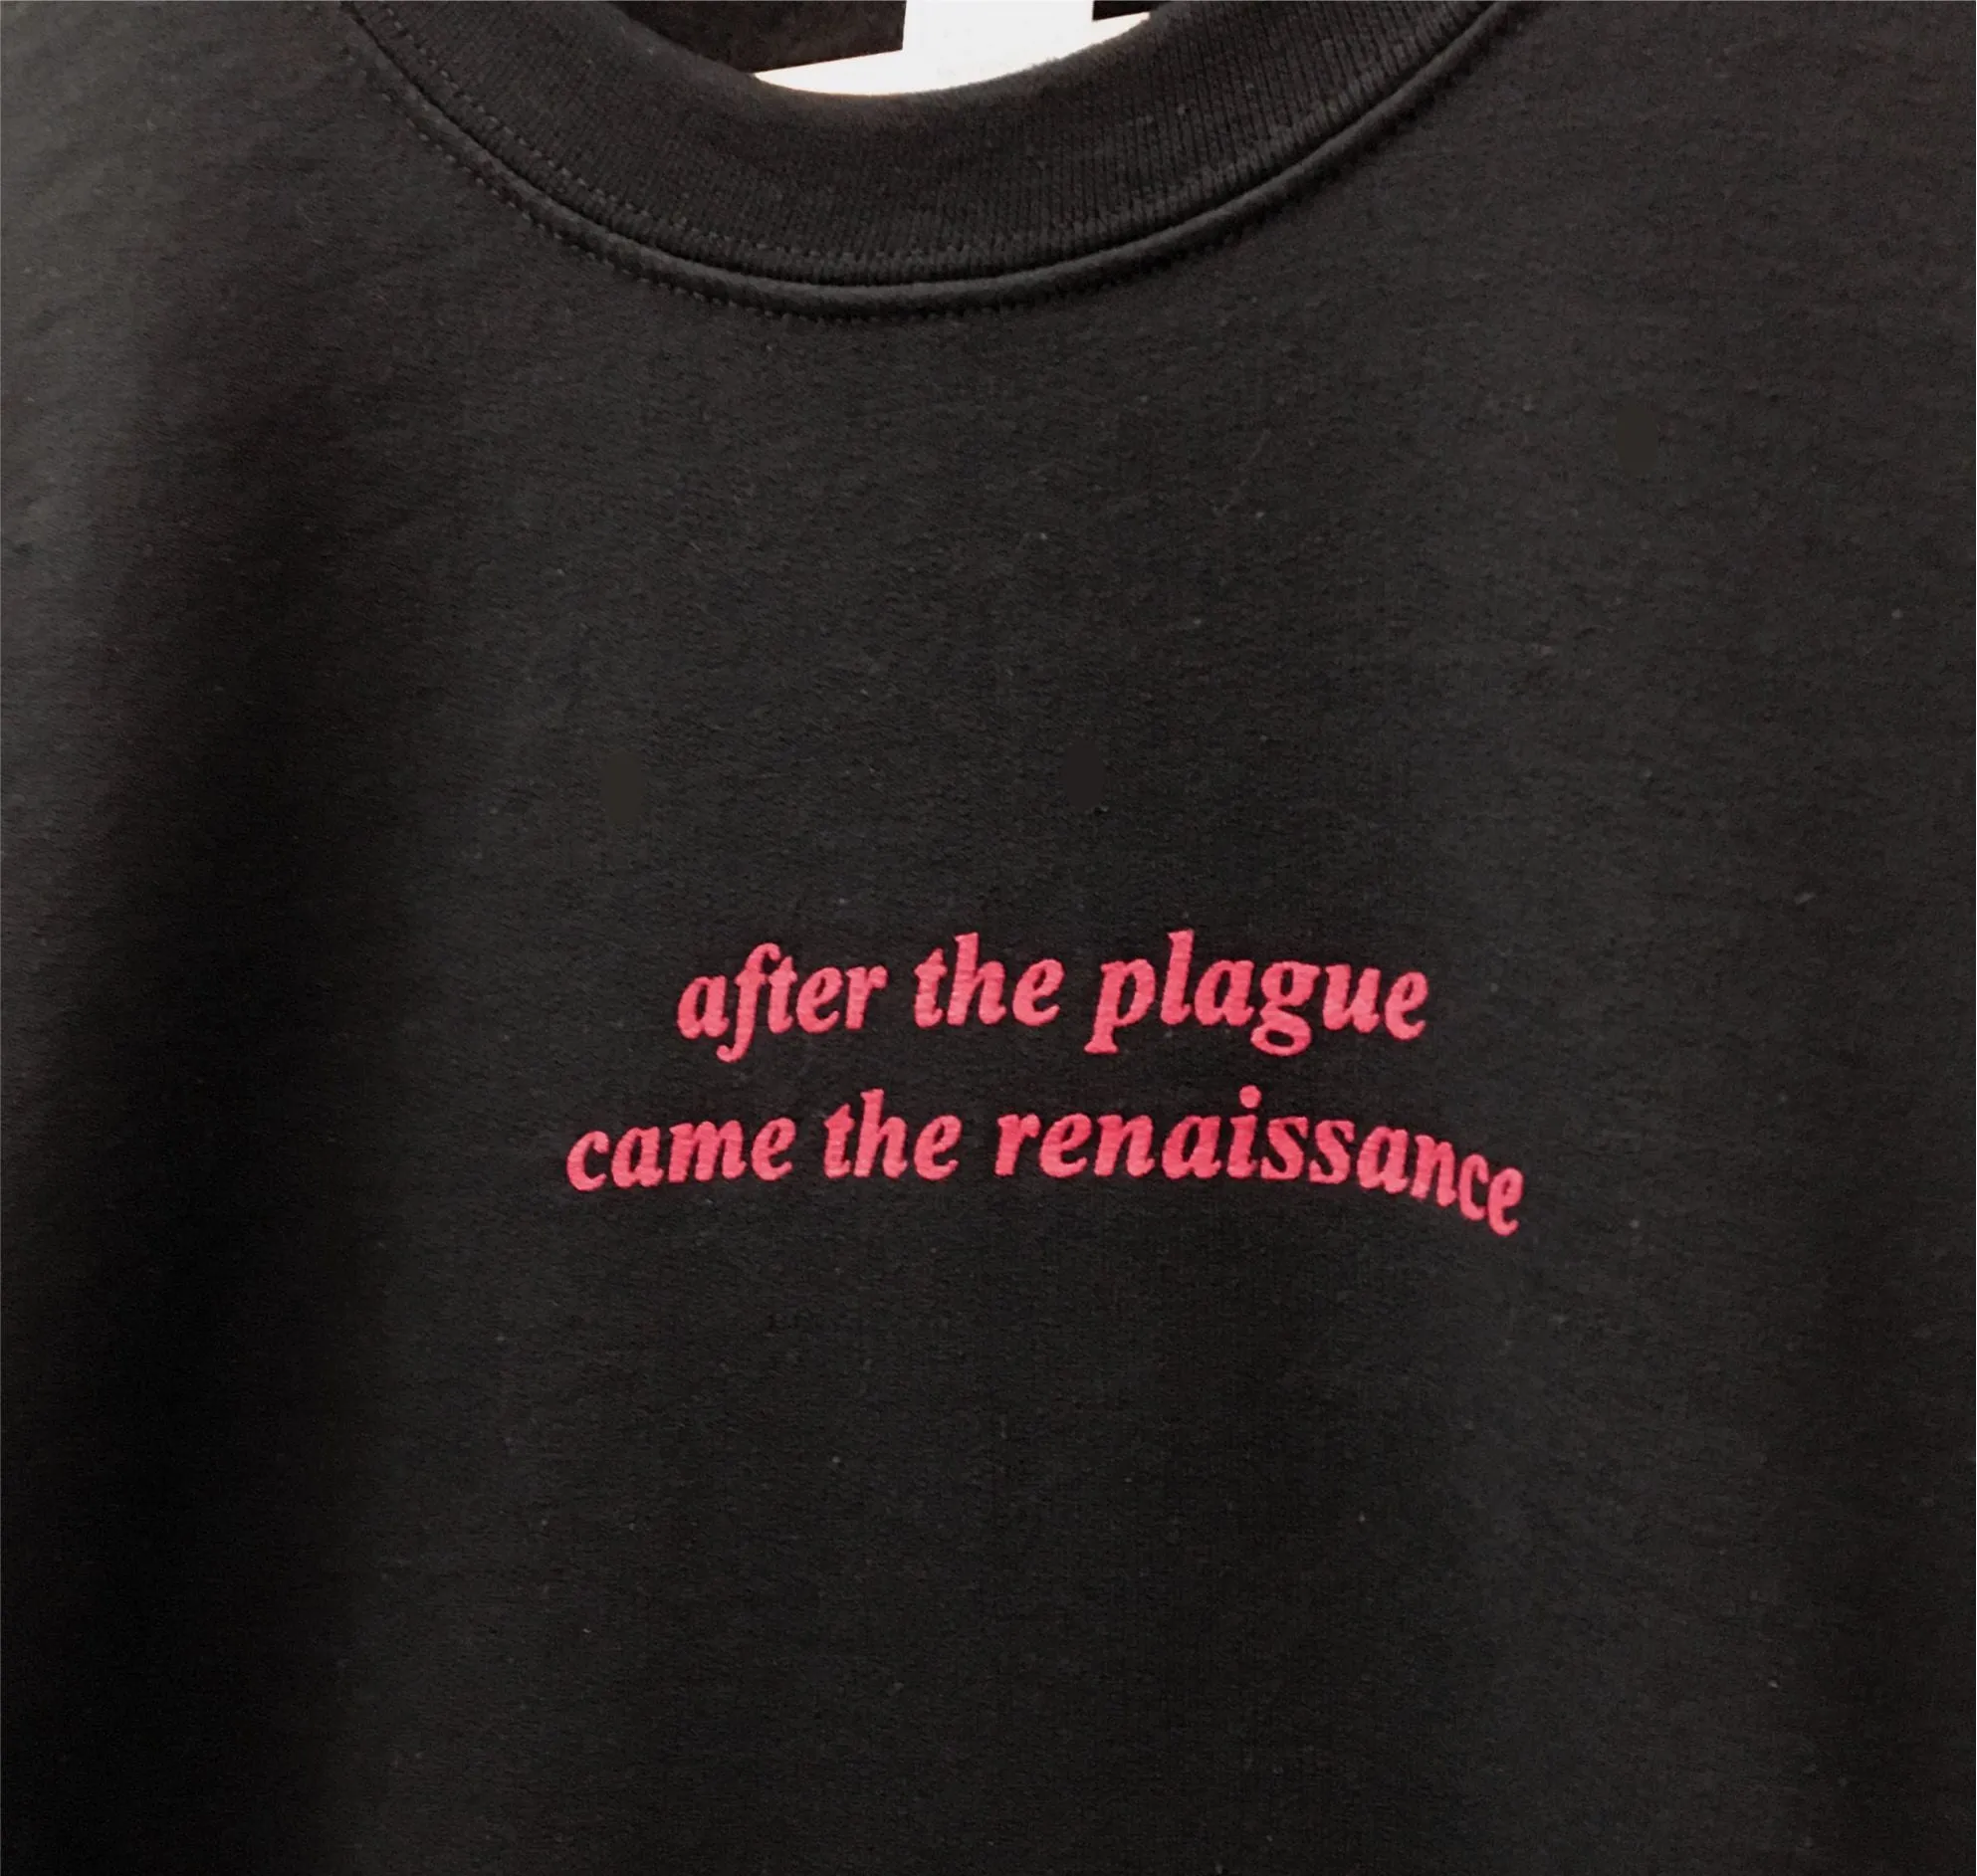 after the plague
came the renaissance